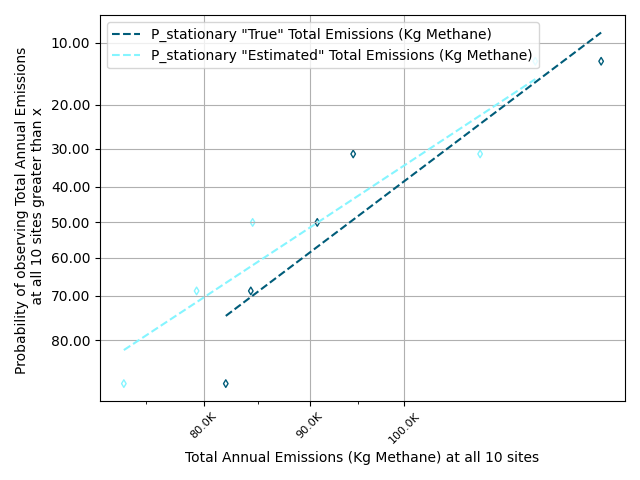 P_stationary "True" Total Emissions (Kg Methane)
P_stationary "Estimated" Total Emissions (Kg Methane)
10.00
20.00
30.00
40.00
50.00
60.00
70.00
80.00
Probability of observing Total Annual Emissions
at all 10 sites greater than x
80.0K
90.0K
100.0K
Total Annual Emissions (Kg Methane) at all 10 sites